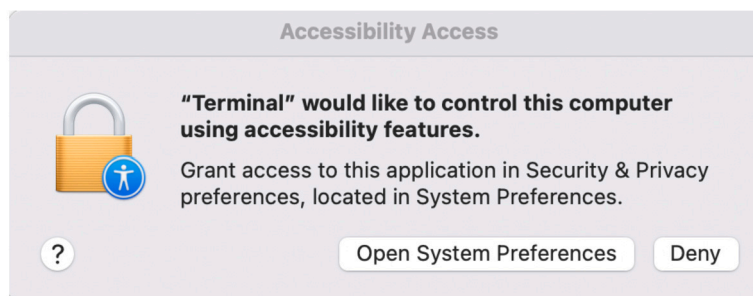 Accessibility Access
“Terminal” would like to control this computer
using accessibility features.
Grant access to this application in Security & Privacy
preferences, located in System Preferences.
?
Open System Preferences
Deny